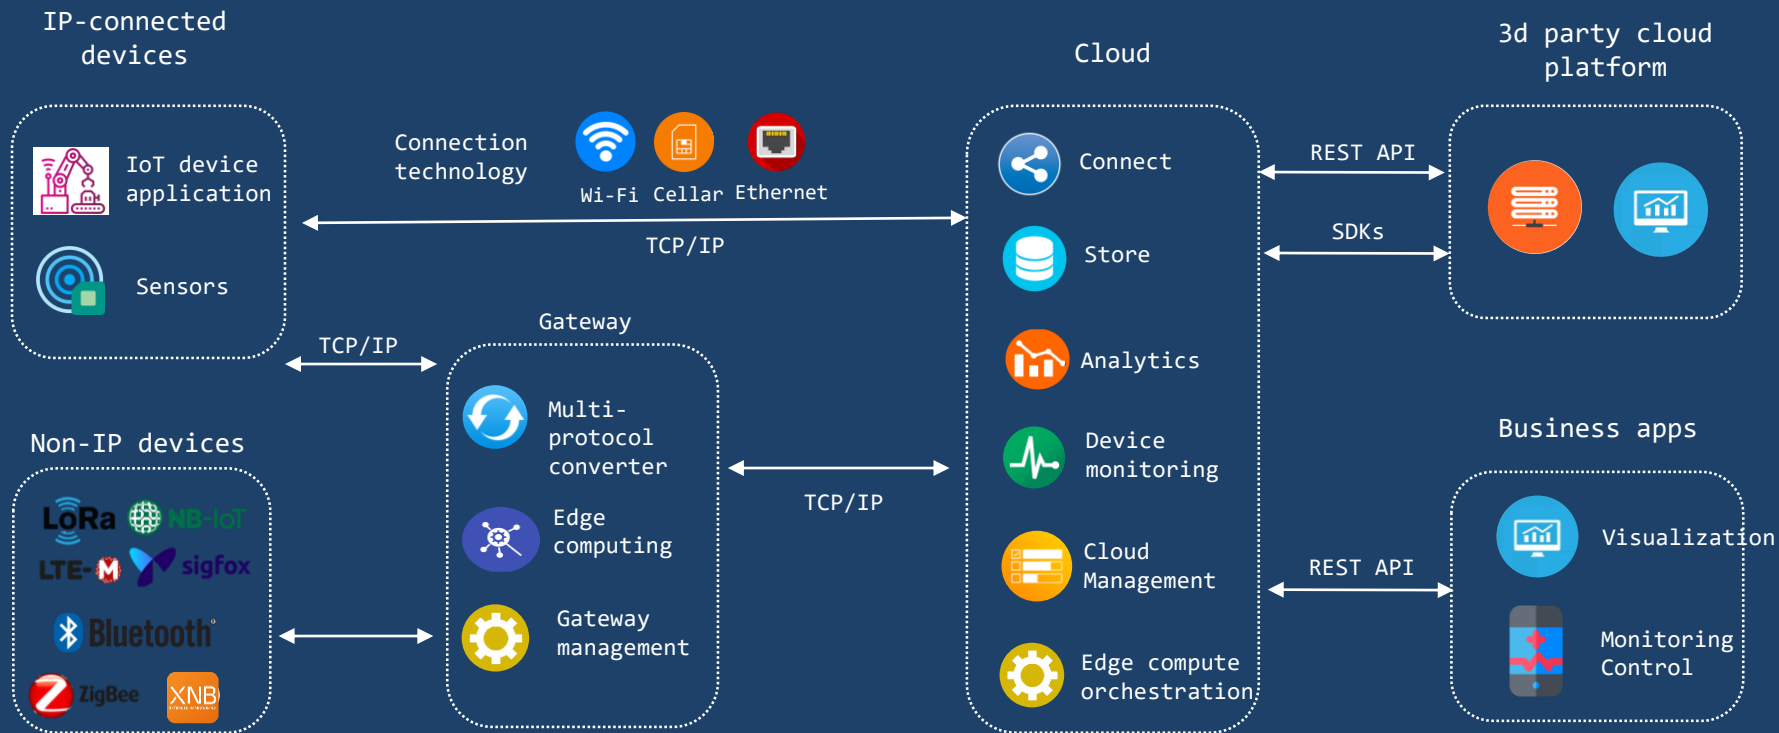 IP-connected
devices
IoT device
application
Sensors
Connection
technology
Wi-Fi Cellar Ethernet
TCP/IP
TCP/IP
Non-IP devices
LoRa NB-IoT
LTE-M sigfox
Bluetooth
ZigBee XNB
Gateway
Multi-
protocol
converter
Edge
computing
Gateway
management
TCP/IP
Cloud
Connect
Store
Analytics
Device
monitoring
Cloud
Management
Edge compute
orchestration
REST API
SDKs
3d party cloud
platform
REST API
Business apps
Visualization
Monitoring
Control